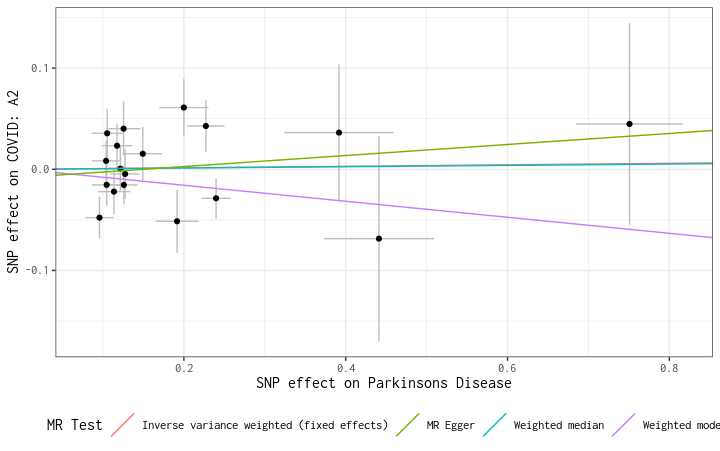 0.1
0.0
-0.1
SNP effect on COVID: A2
0.2
0.4
0.6
0.8
SNP effect on Parkinsons Disease
MR Test
Inverse variance weighted (fixed effects)
MR Egger
Weighted median
Weighted mode